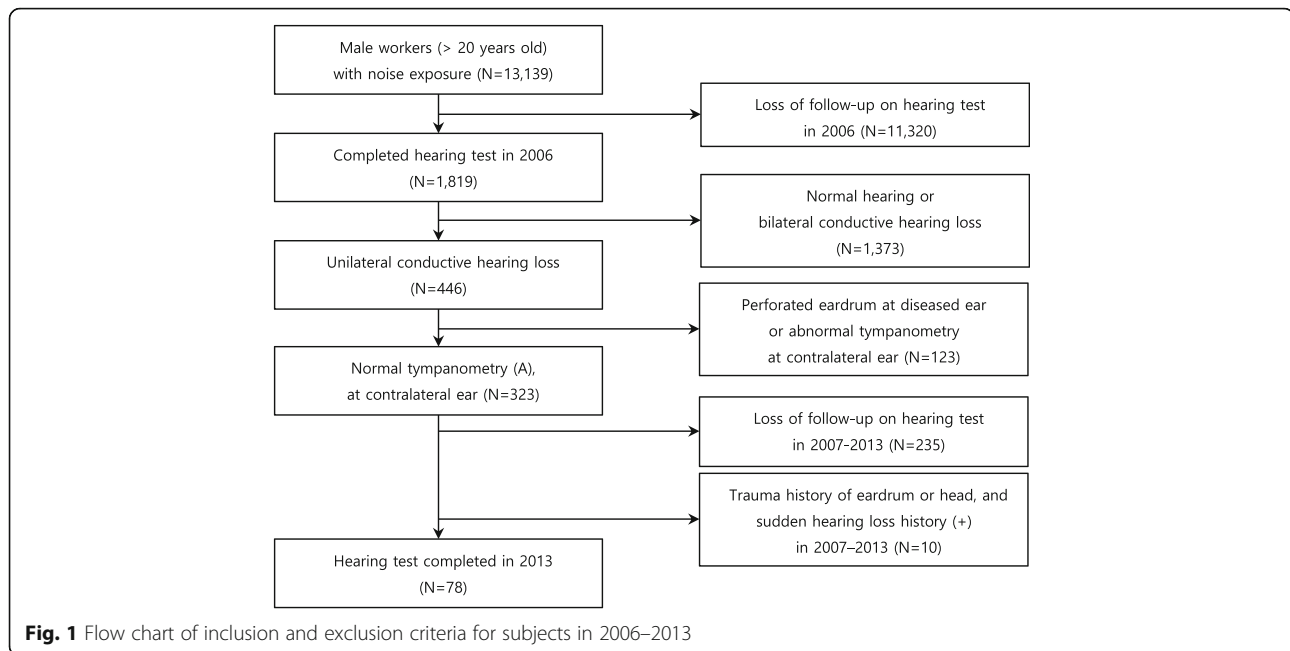 Male workers (> 20 years old)
with noise exposure (N=13,139)
Loss of follow-up on hearing test
in 2006 (N=11,320)
Completed hearing test in 2006
(N=1,819)
Normal hearing or
bilateral conductive hearing loss
(N=1,373)
Unilateral conductive hearing loss
(N=446)
Perforated eardrum at diseased ear
or abnormal tympanometry
at contralateral ear (N=123)
Normal tympanometry (A),
at contralateral ear (N=323)
Loss of follow-up on hearing test
in 2007-2013 (N=235)
Trauma history of eardrum or head, and
sudden hearing loss history (+)
in 2007–2013 (N=10)
Hearing test completed in 2013
(N=78)
Fig. 1 Flow chart of inclusion and exclusion criteria for subjects in 2006–2013